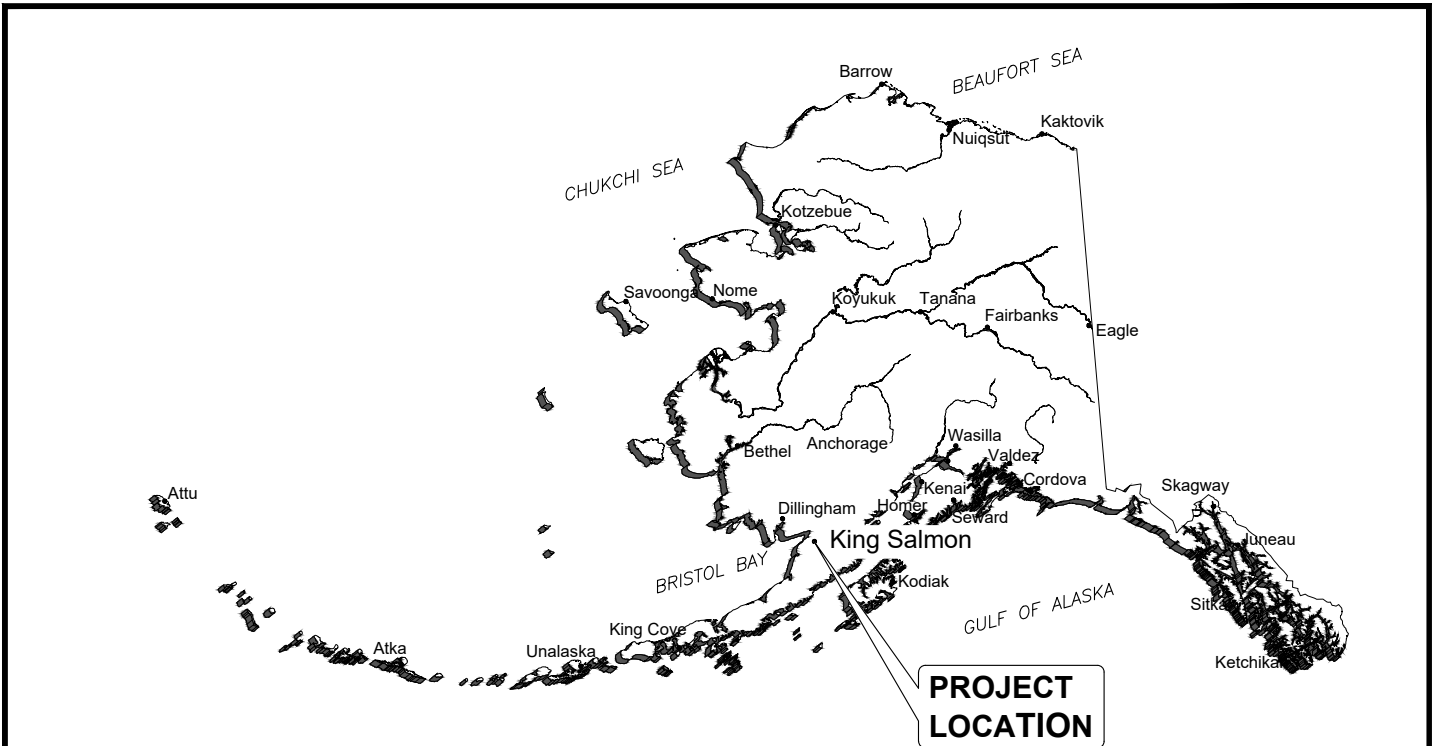 Barrow
BEAUFORT SEA
Kaktovik
Nuiqsut
CHUKCHI SEA
Kotzebue
Savoonga
Nome
Koyukuk
Tanana
Fairbanks
Eagle
Bethel
Anchorage
Wasilla
Valdez
Attu
Kenai
Cordova
Skagway
Dillingham
Homer
Seward
King Salmon
Juneau
BRISTOL BAY
Kodiak
GULF OF ALASKA
Sitka
King Cove
Atka
Unalaska
Ketchikan
PROJECT
LOCATION